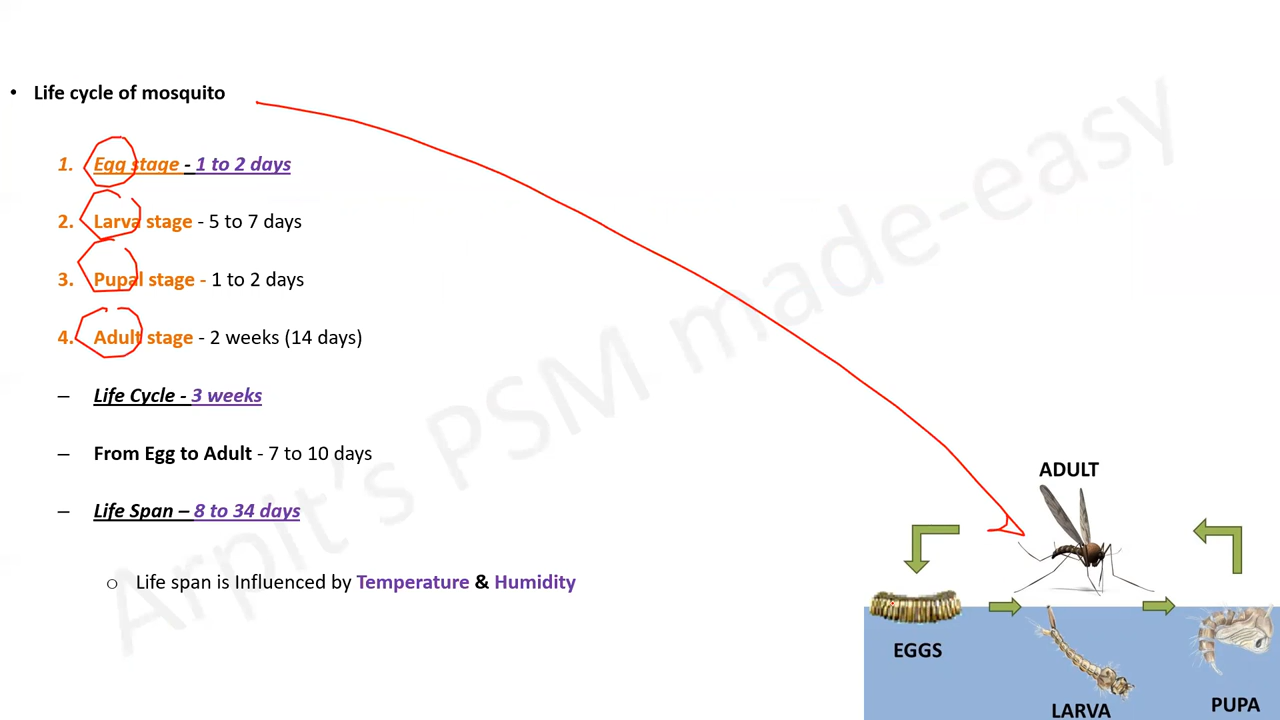 • Life cycle of mosquito
1. Egg stage - 1 to 2 days
2. Larva stage - 5 to 7 days
3. Pupal stage - 1 to 2 days
4. Adult stage - 2 weeks (14 days)
– Life Cycle - 3 weeks
– From Egg to Adult - 7 to 10 days
– Life Span – 8 to 34 days
o Life span is Influenced by Temperature & Humidity
ADULT
EGGS
LARVA
PUPA
Arpit's PSM made-easy